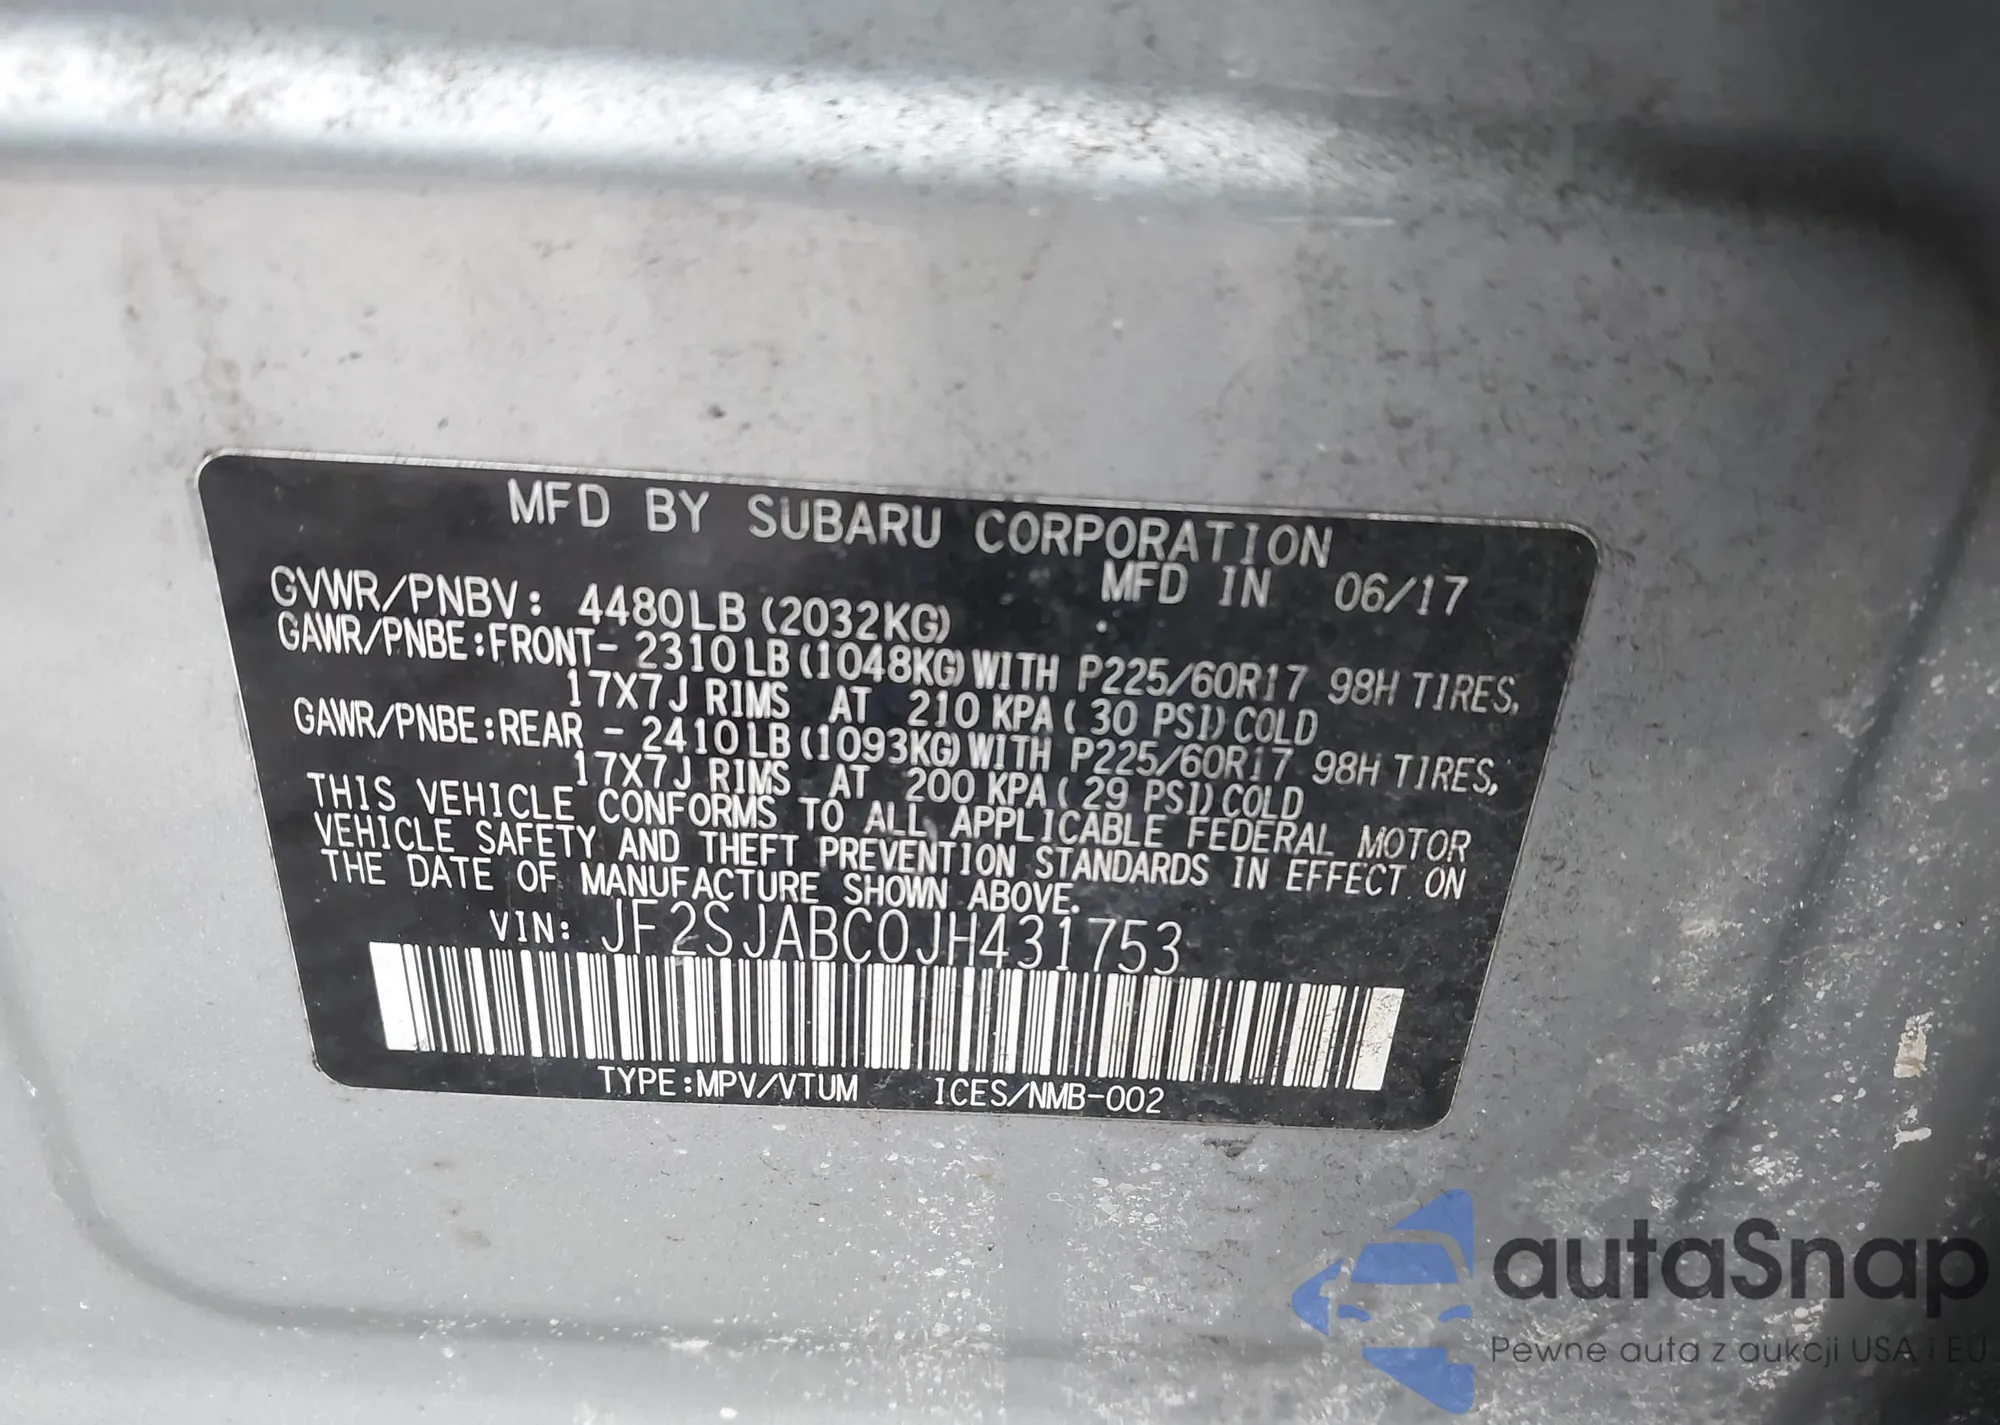 MFD BY SUBARU CORPORATION
MFD IN 06/17
GVWR/PNBV: 4480LB (2032KG)
GAWR/PNBE:FRONT- 2310LB(1048KG)WITH P225/60R17 98H TIRES,
17X7J RIMS AT 210 KPA( 30 PSI)COLD
GAWR/PNBE:REAR - 2410LB(1093KG)WITH P225/60R17 98H TIRES,
17X7J RIMS AT 200 KPA( 29 PSI)COLD
THIS VEHICLE CONFORMS TO ALL APPLICABLE FEDERAL MOTOR
VEHICLE SAFETY AND THEFT PREVENTION STANDARDS IN EFFECT ON
THE DATE OF MANUFACTURE SHOWN ABOVE.
VIN: JF2SJABC0JH431753
TYPE:MPV/VTUM ICES/NMB-002
autaSnap
Pewne auta z aukcji USA i EU